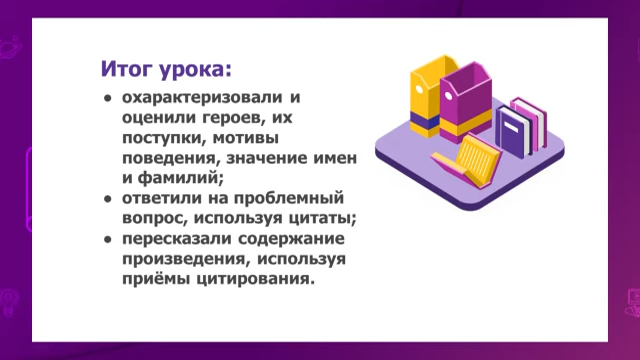 Итог урока:
● охарактеризовали и
оценили героев, их
поступки, мотивы
поведения, значение имен
и фамилий;
● ответили на проблемный
вопрос, используя цитаты;
● пересказали содержание
произведения, используя
приёмы цитирования.